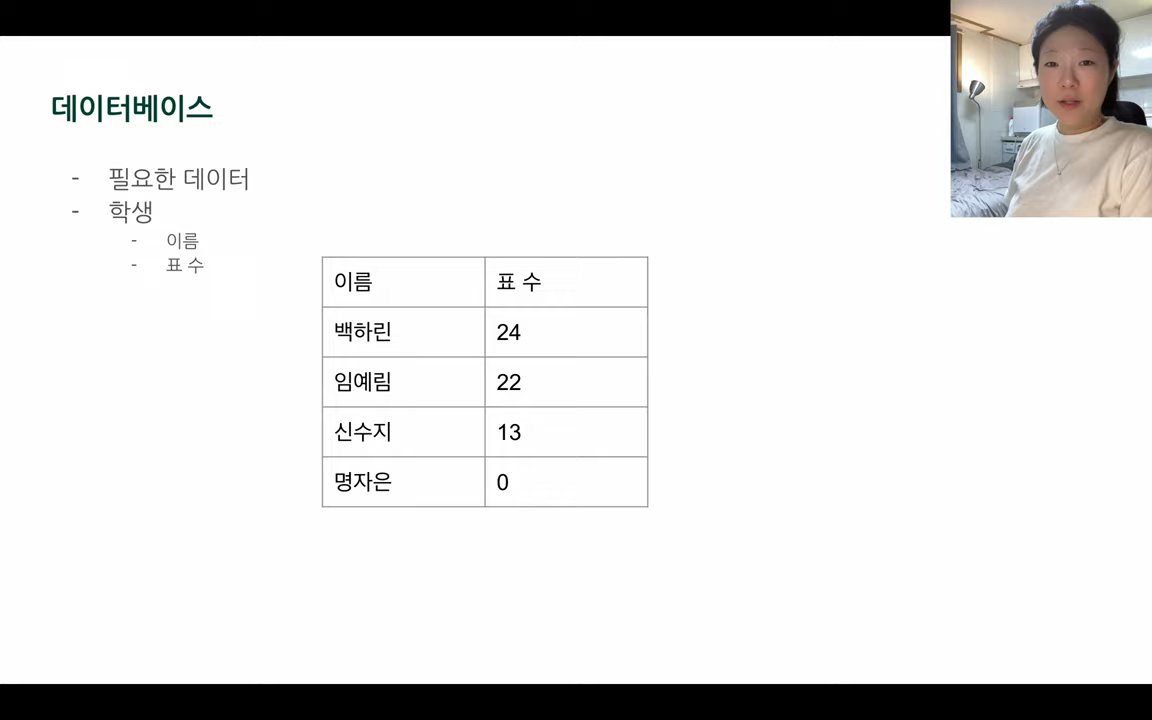 데이터베이스
- 필요한 데이터
- 학생
- 이름
- 표 수
이름 표 수
백하린 24
임예림 22
신수지 13
명자은 0